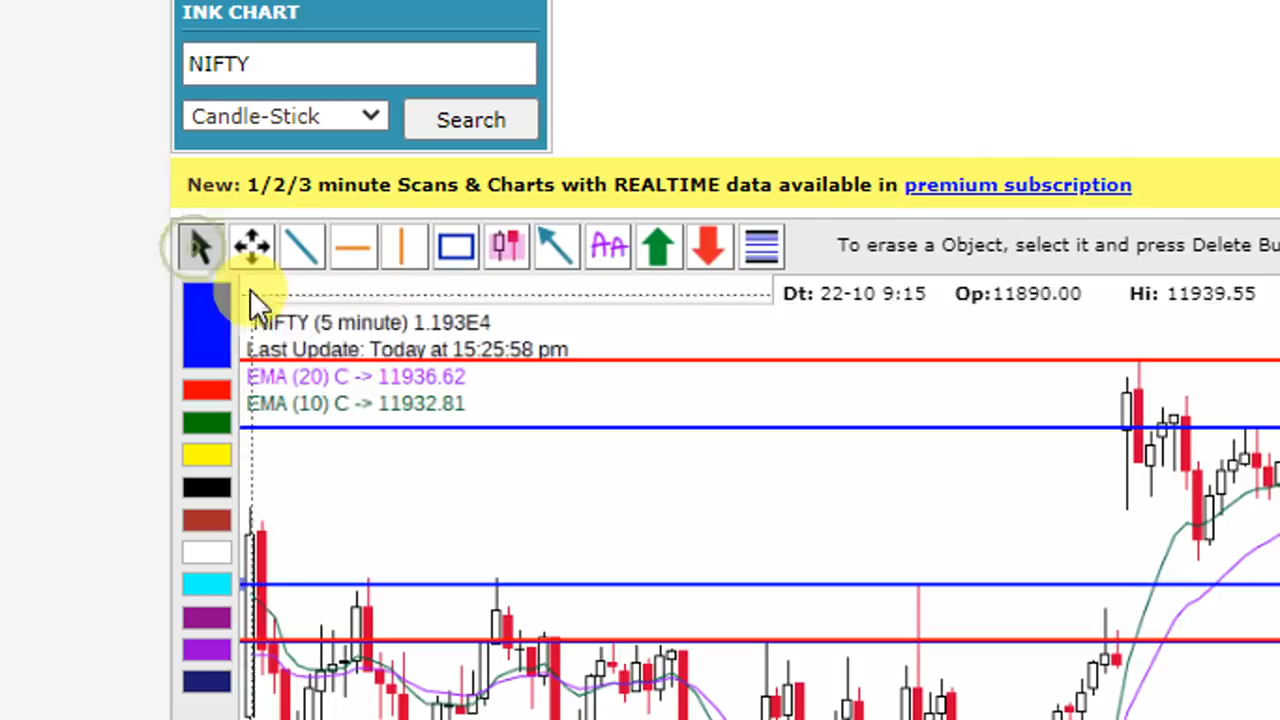 INK CHART
NIFTY
Candle-Stick
Search
New: 1/2/3 minute Scans & Charts with REALTIME data available in premium subscription
AA
To erase a Object, select it and press Delete Bu
Dt: 22-10 9:15 Op:11890.00 Hi: 11939.55
NIFTY (5 minute) 1.193E4
Last Update: Today at 15:25:58 pm
EMA (20) C -> 11936.62
EMA (10) C -> 11932.81